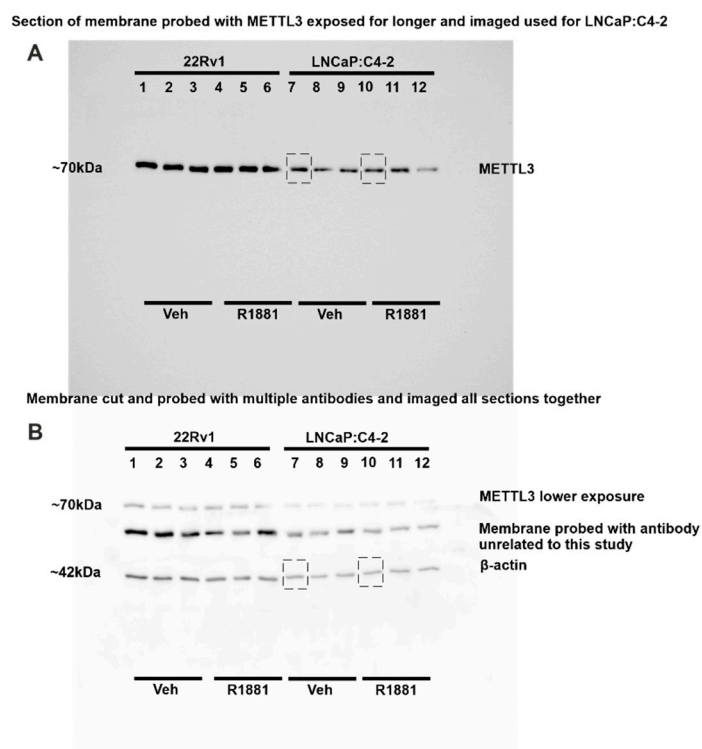 Section of membrane probed with METTL3 exposed for longer and imaged used for LNCaP:C4-2
A
22Rv1 LNCaP:C4-2
1 2 3 4 5 6 7 8 9 10 11 12
~70kDa METTL3
Veh R1881 Veh R1881
Membrane cut and probed with multiple antibodies and imaged all sections together
B
22Rv1 LNCaP:C4-2
1 2 3 4 5 6 7 8 9 10 11 12
~70kDa METTL3 lower exposure
Membrane probed with antibody
unrelated to this study
~42kDa β-actin
Veh R1881 Veh R1881